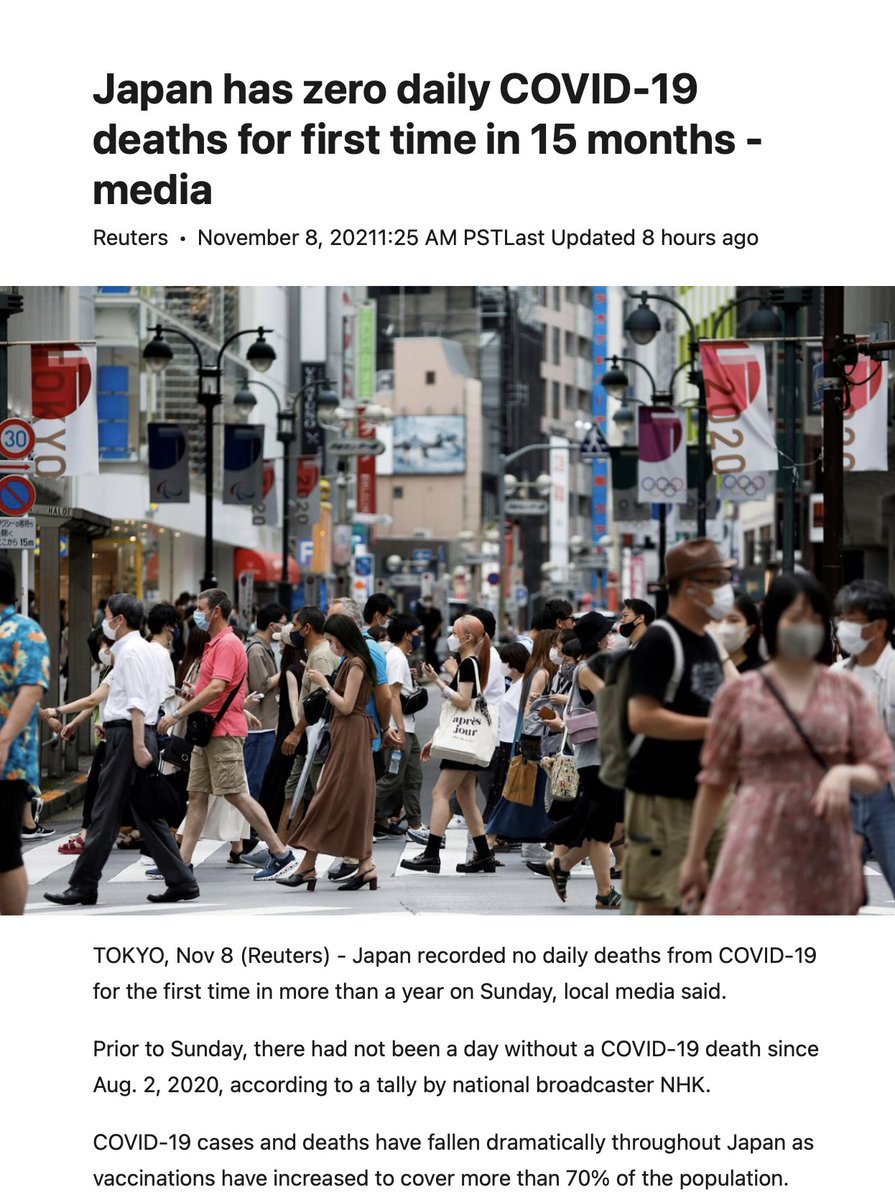 Japan has zero daily COVID-19
deaths for first time in 15 months -
media
Reuters • November 8, 20211:25 AM PSTLast Updated 8 hours ago
TOKYO
2020
30
HALOE
15m
après
jour
TOKYO, Nov 8 (Reuters) - Japan recorded no daily deaths from COVID-19
for the first time in more than a year on Sunday, local media said.
Prior to Sunday, there had not been a day without a COVID-19 death since
Aug. 2, 2020, according to a tally by national broadcaster NHK.
COVID-19 cases and deaths have fallen dramatically throughout Japan as
vaccinations have increased to cover more than 70% of the population.